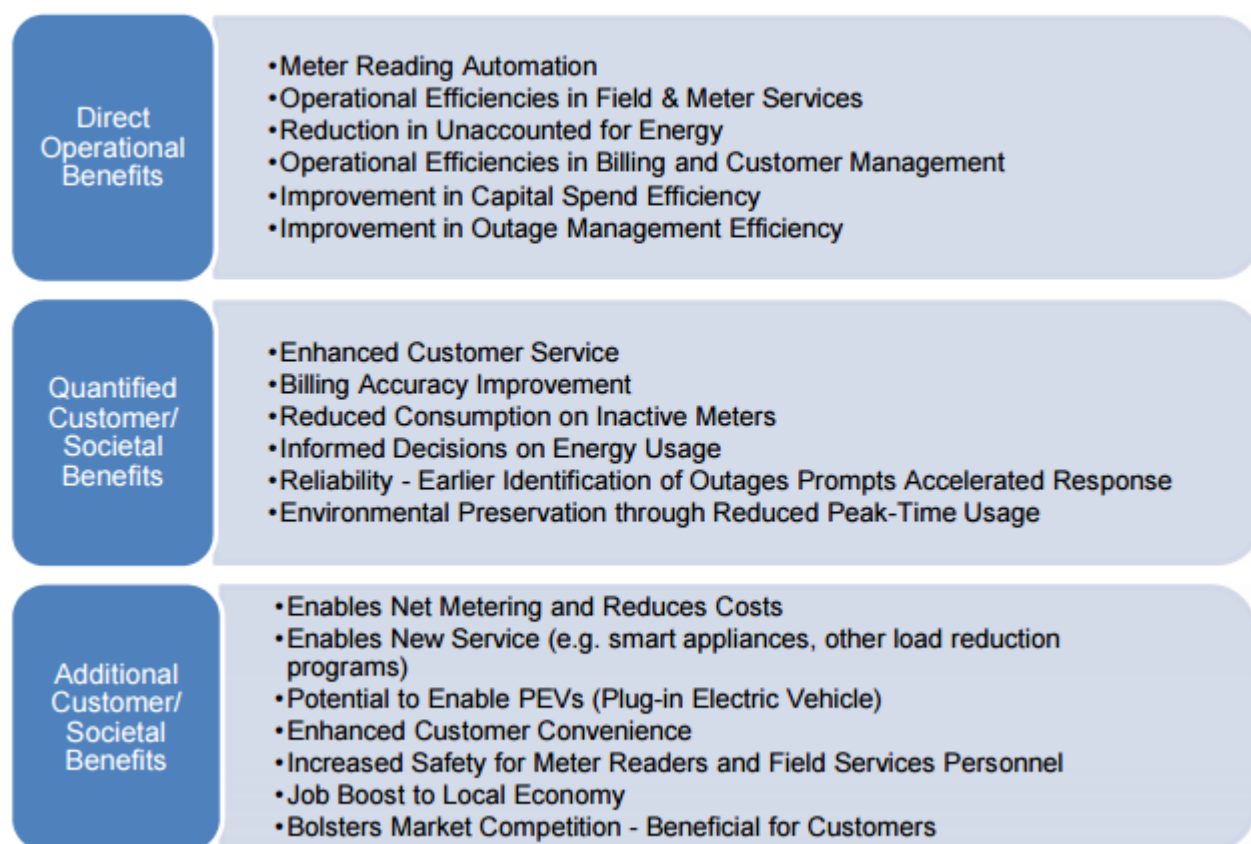 Direct
Operational
Benefits
•Meter Reading Automation
•Operational Efficiencies in Field & Meter Services
•Reduction in Unaccounted for Energy
•Operational Efficiencies in Billing and Customer Management
•Improvement in Capital Spend Efficiency
•Improvement in Outage Management Efficiency
Quantified
Customer/
Societal
Benefits
•Enhanced Customer Service
•Billing Accuracy Improvement
•Reduced Consumption on Inactive Meters
•Informed Decisions on Energy Usage
•Reliability - Earlier Identification of Outages Prompts Accelerated Response
•Environmental Preservation through Reduced Peak-Time Usage
Additional
Customer/
Societal
Benefits
•Enables Net Metering and Reduces Costs
•Enables New Service (e.g. smart appliances, other load reduction
programs)
•Potential to Enable PEVs (Plug-in Electric Vehicle)
•Enhanced Customer Convenience
•Increased Safety for Meter Readers and Field Services Personnel
•Job Boost to Local Economy
•Bolsters Market Competition - Beneficial for Customers